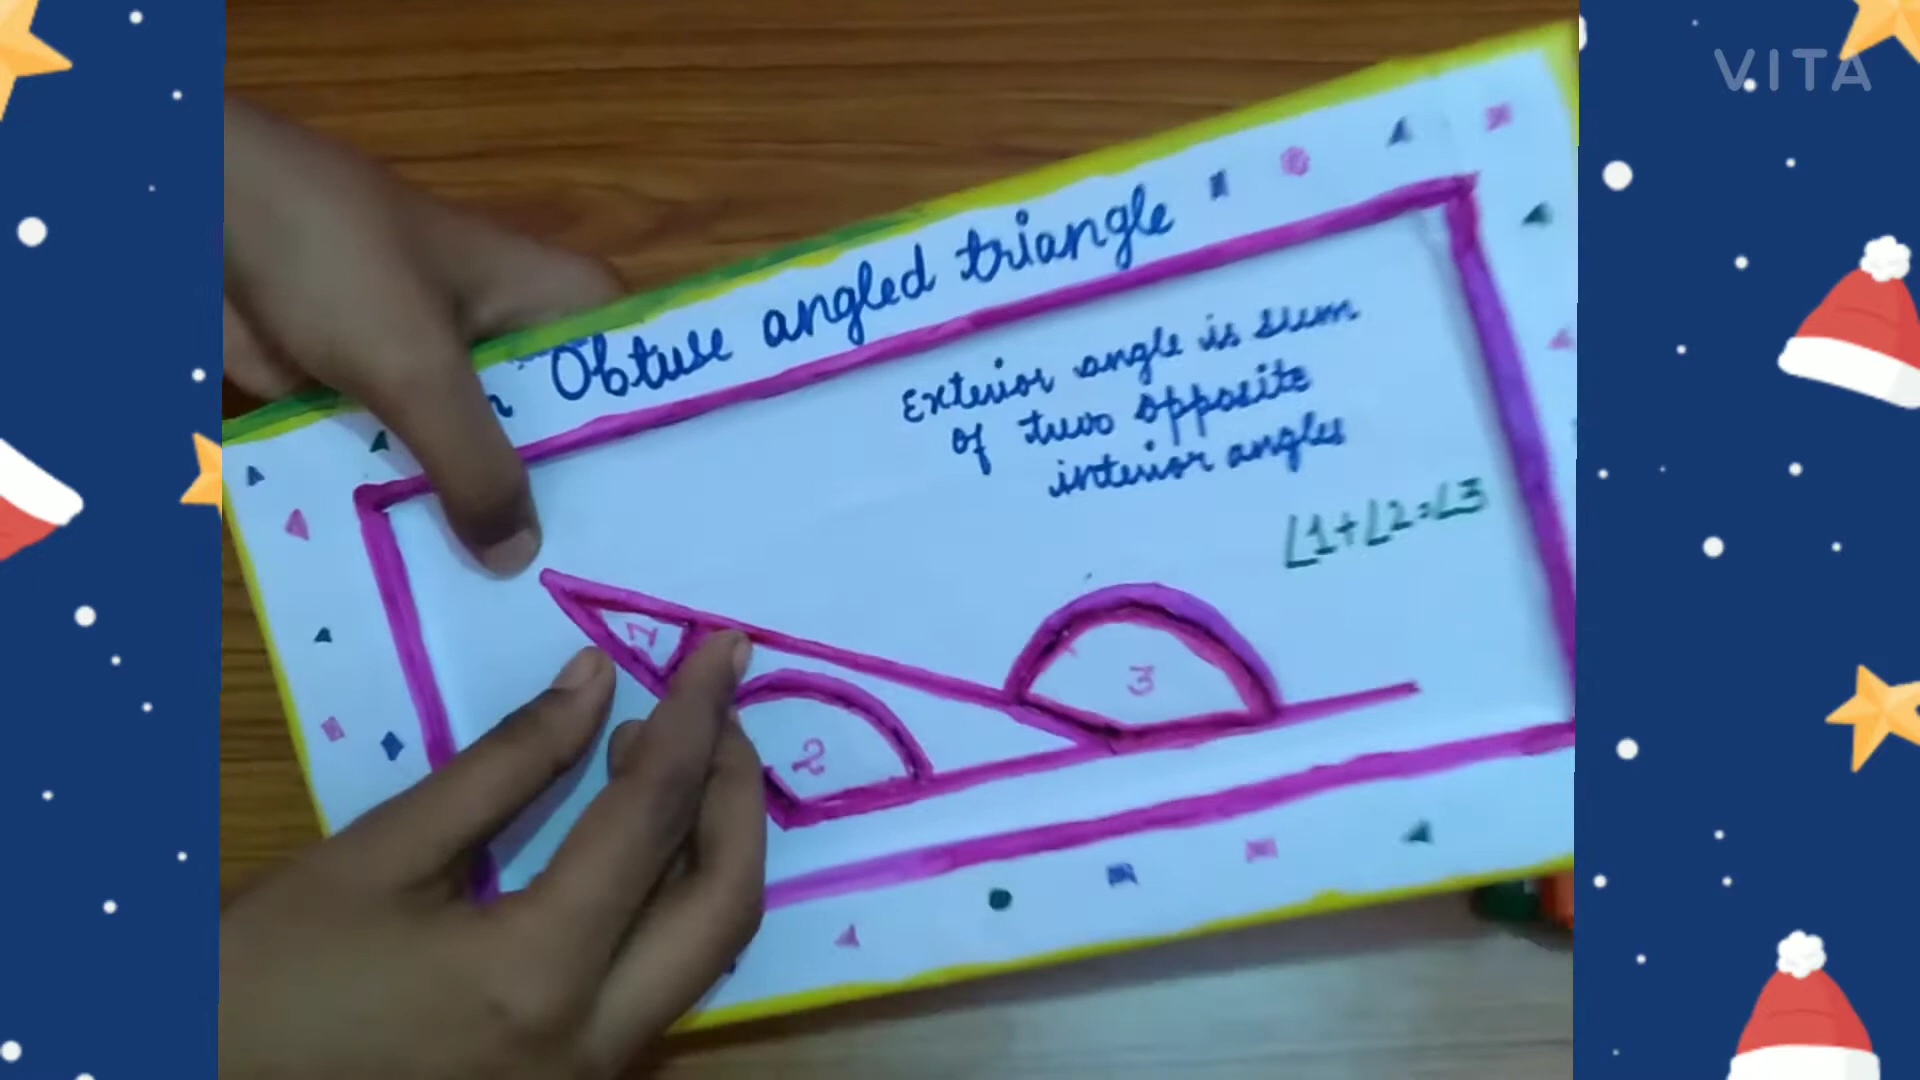 VITA
Obtuse angled triangle
Exterior angle is sum
of two opposite
interior angles
∠1+∠2=∠3
1
2
3